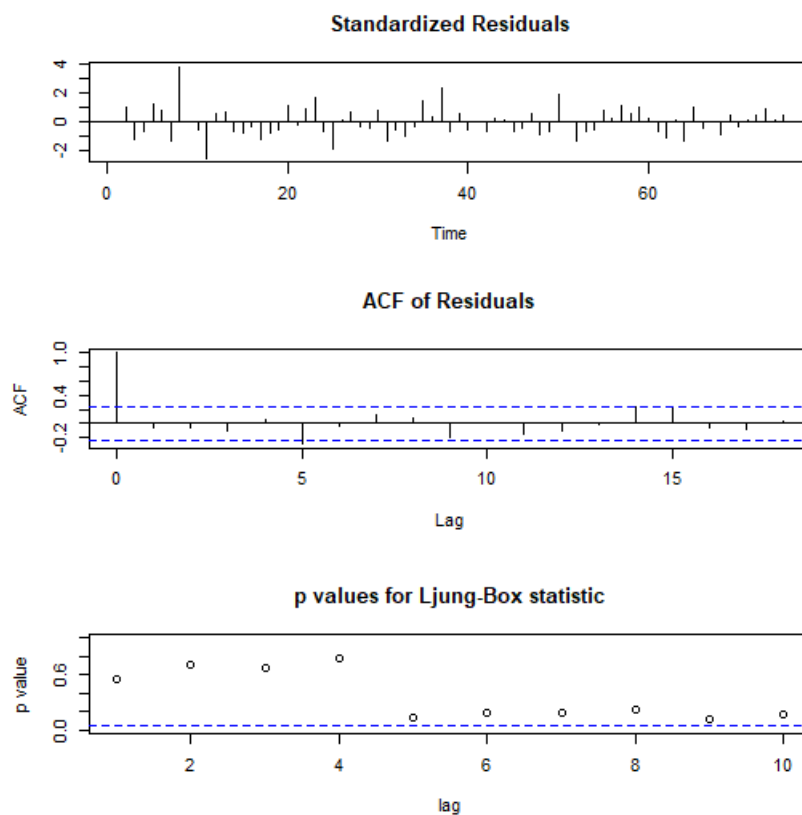 Standardized Residuals
4
2
0
-2
0 20 40 60
Time
ACF of Residuals
ACF
1.0
0.4
-0.2
0 5 10 15
Lag
p values for Ljung-Box statistic
p value
0.6
0.0
2 4 6 8 10
lag